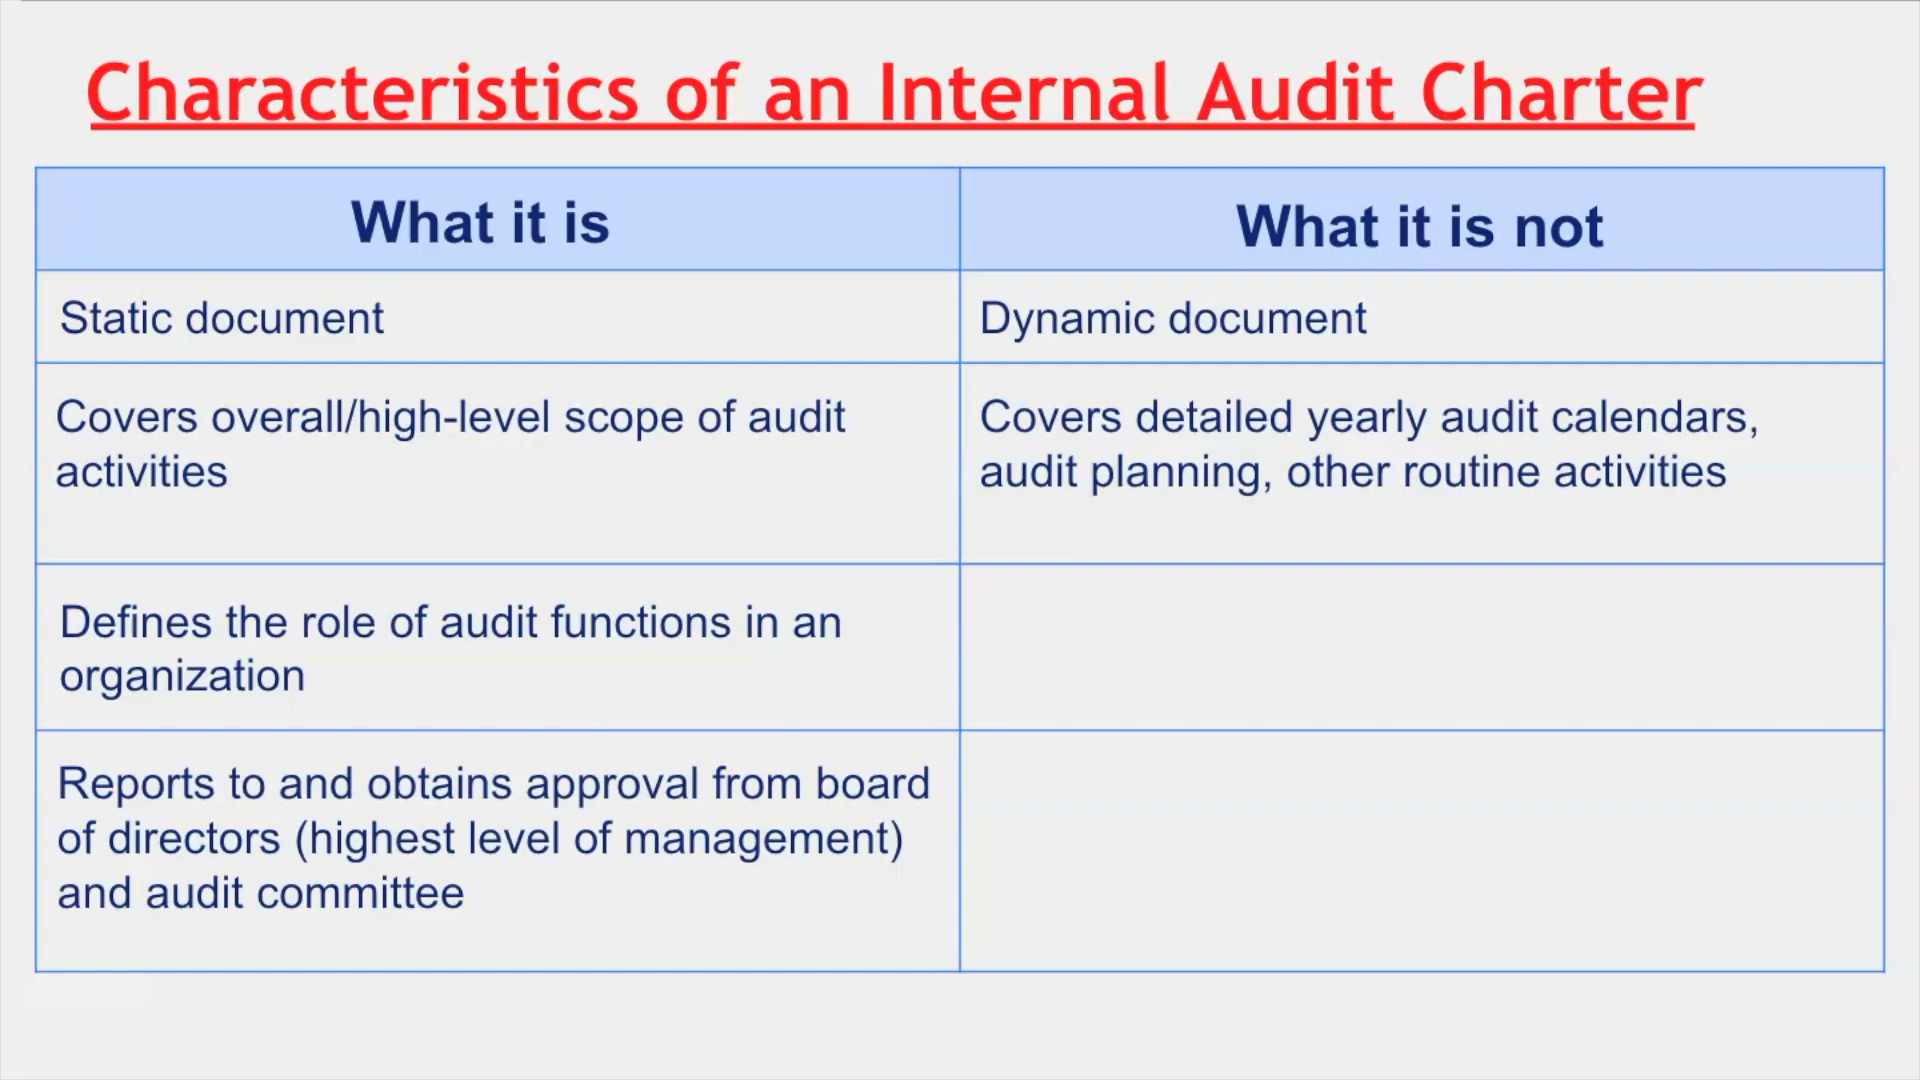 Characteristics of an Internal Audit Charter
What it is
What it is not
Static document
Dynamic document
Covers overall/high-level scope of audit
activities
Covers detailed yearly audit calendars,
audit planning, other routine activities
Defines the role of audit functions in an
organization
Reports to and obtains approval from board
of directors (highest level of management)
and audit committee